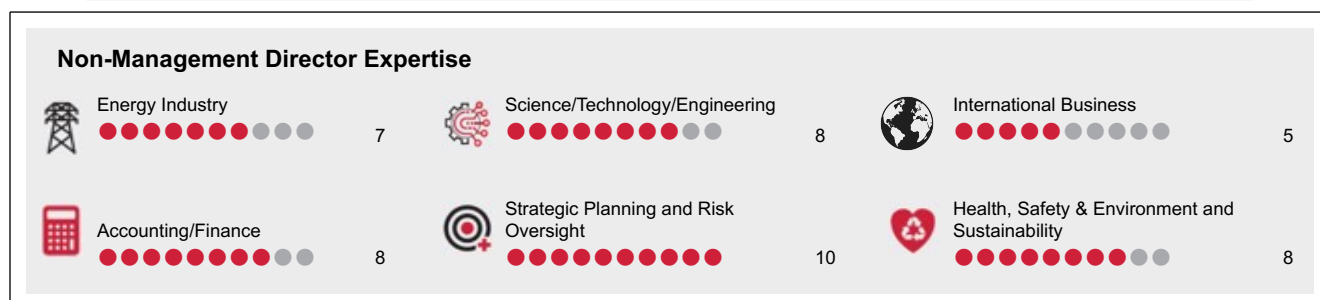 Non-Management Director Expertise
Energy Industry
7
Science/Technology/Engineering
8
International Business
5
Accounting/Finance
8
Strategic Planning and Risk
Oversight
10
Health, Safety & Environment and
Sustainability
8